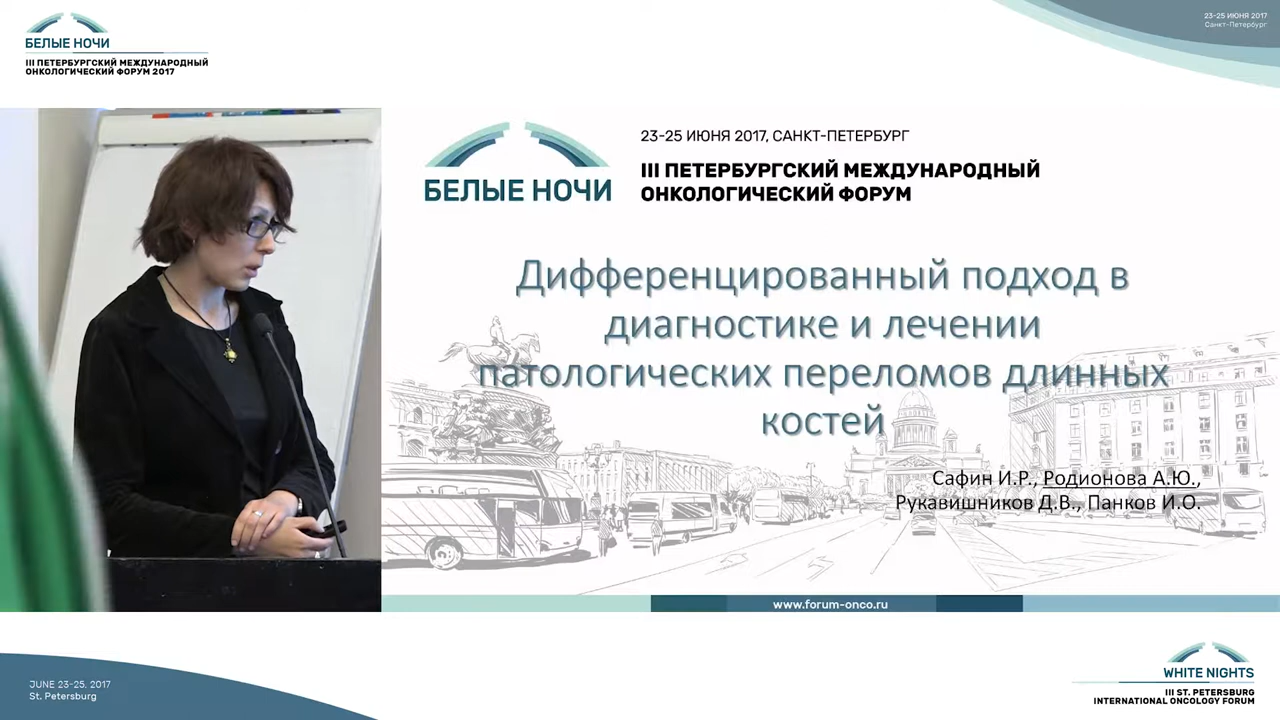 БЕЛЫЕ НОЧИ
III ПЕТЕРБУРГСКИЙ МЕЖДУНАРОДНЫЙ
ОНКОЛОГИЧЕСКИЙ ФОРУМ 2017
23-25 ИЮНЯ 2017
Санкт-Петербург
БЕЛЫЕ НОЧИ
23-25 ИЮНЯ 2017, САНКТ-ПЕТЕРБУРГ
III ПЕТЕРБУРГСКИЙ МЕЖДУНАРОДНЫЙ
ОНКОЛОГИЧЕСКИЙ ФОРУМ
Дифференцированный подход в
диагностике и лечении
патологических переломов длинных
костей
Сафин И.Р., Родионова А.Ю.,
Рукавишников Д.В., Панков И.О.
www.forum-onco.ru
JUNE 23-25. 2017
St. Petersburg
WHITE NIGHTS
III ST. PETERSBURG
INTERNATIONAL ONCOLOGY FORUM